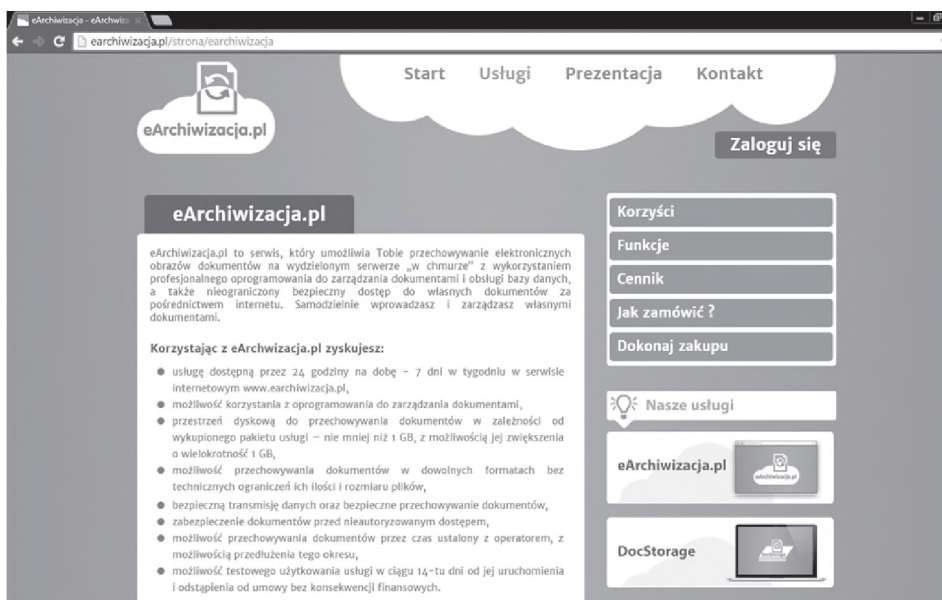 eArchiwizacja - eArchwiz
earchiwizacja.pl/strona/earchiwizacja
Start Usługi Prezentacja Kontakt
eArchiwizacja.pl
Zaloguj się
eArchiwizacja.pl
eArchiwizacja.pl to serwis, który umożliwia Tobie przechowywanie elektronicznych
obrazów dokumentów na wydzielonym serwerze „w chmurze” z wykorzystaniem
profesjonalnego oprogramowania do zarządzania dokumentami i obsługi bazy danych,
a także nieograniczony bezpieczny dostęp do własnych dokumentów za
pośrednictwem internetu. Samodzielnie wprowadzasz i zarządzasz własnymi
dokumentami.
Korzystając z eArchwizacja.pl zyskujesz:
● usługę dostępną przez 24 godziny na dobę – 7 dni w tygodniu w serwisie
internetowym www.earchiwizacja.pl,
● możliwość korzystania z oprogramowania do zarządzania dokumentami,
● przestrzeń dyskową do przechowywania dokumentów w zależności od
wykupionego pakietu usługi – nie mniej niż 1 GB, z możliwością jej zwiększenia
o wielokrotność 1 GB,
● możliwość przechowywania dokumentów w dowolnych formatach bez
technicznych ograniczeń ich ilości i rozmiaru plików,
● bezpieczną transmisję danych oraz bezpieczne przechowywanie dokumentów,
● zabezpieczenie dokumentów przed nieautoryzowanym dostępem,
● możliwość przechowywania dokumentów przez czas ustalony z operatorem, z
możliwością przedłużenia tego okresu,
● możliwość testowego użytkowania usługi w ciągu 14-tu dni od jej uruchomienia
i odstąpienia od umowy bez konsekwencji finansowych.
Korzyści
Funkcje
Cennik
Jak zamówić ?
Dokonaj zakupu
Nasze usługi
eArchiwizacja.pl
eArchiwizacja.pl
DocStorage